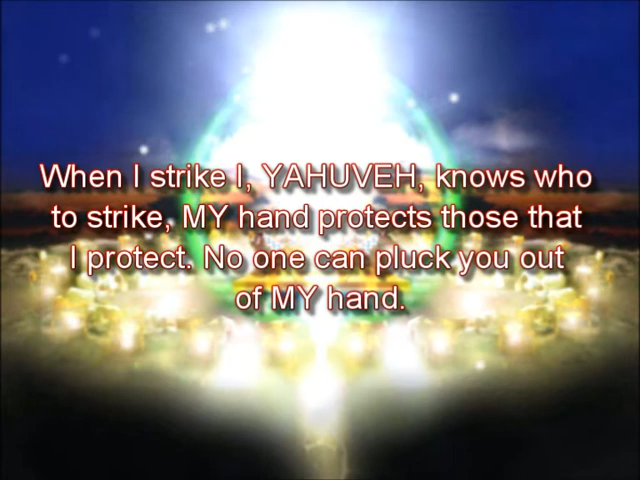 When I strike I, YAHUVEH, knows who
to strike, MY hand protects those that
I protect. No one can pluck you out
of MY hand.